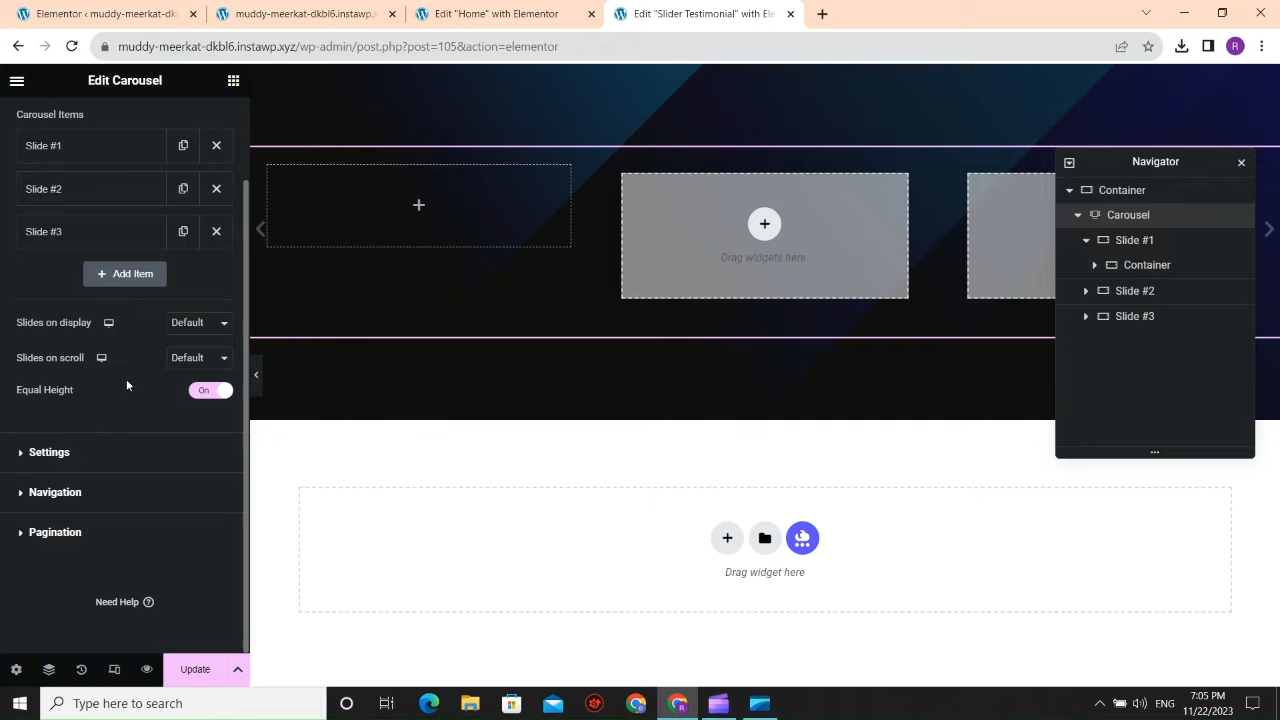 Elementor - muddy-meerkat-dk
muddy-meerkat-dkbl6.instawp.xy
Edit "Home" with Elementor
Edit "Slider Testimonial" with Ele
muddy-meerkat-dkbl6.instawp.xyz/wp-admin/post.php?post=1058&action=elementor
R
Edit Carousel
Carousel Items
Slide #1
Slide #2
Slide #3
Add Item
Slides on display
Default
Slides on scroll
Default
Equal Height
On
Settings
Navigation
Pagination
Need Help
Update
Drag widgets here.
Drag widget here
Navigator
Container
Carousel
Slide #1
Container
Slide #2
Slide #3
Type here to search
ENG
7:05 PM
11/22/2023